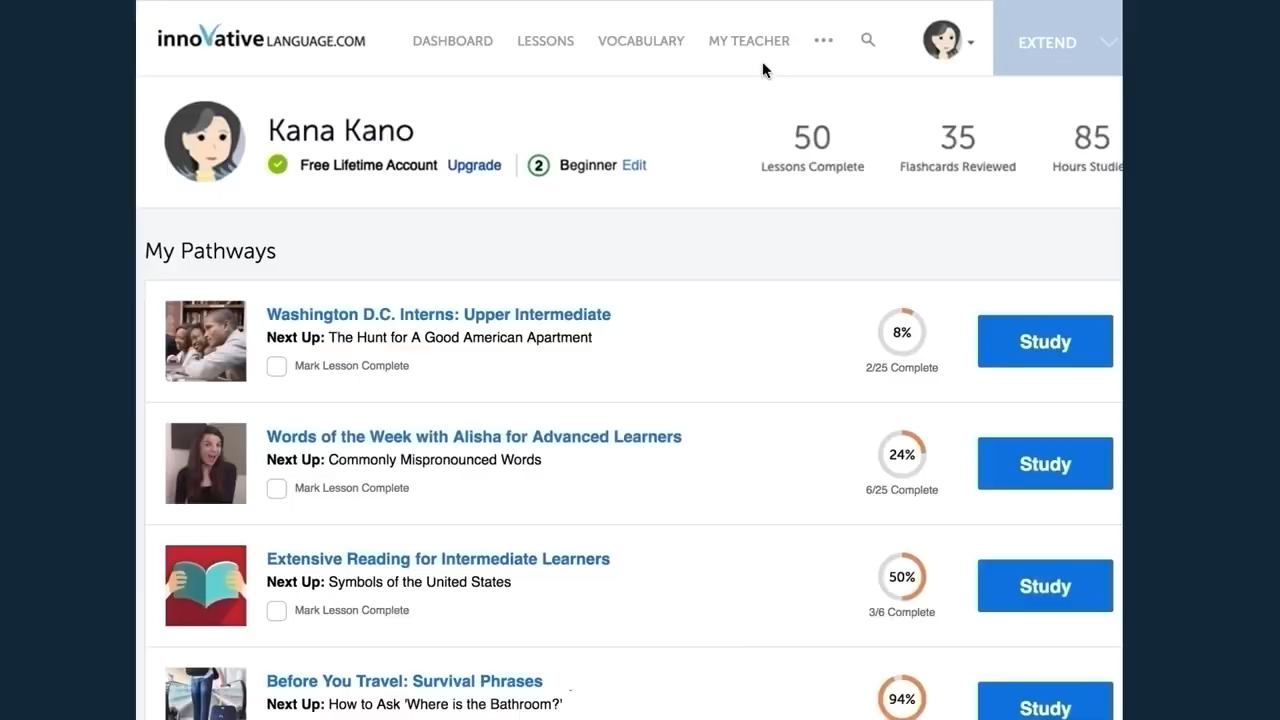 innoVative LANGUAGE.COM
DASHBOARD LESSONS VOCABULARY MY TEACHER ••• EXTEND
Kana Kano
Free Lifetime Account Upgrade 2 Beginner Edit
50 35 85
Lessons Complete Flashcards Reviewed Hours Studie
My Pathways
Washington D.C. Interns: Upper Intermediate
Next Up: The Hunt for A Good American Apartment
Mark Lesson Complete
8%
2/25 Complete
Study
Words of the Week with Alisha for Advanced Learners
Next Up: Commonly Mispronounced Words
Mark Lesson Complete
24%
6/25 Complete
Study
Extensive Reading for Intermediate Learners
Next Up: Symbols of the United States
Mark Lesson Complete
50%
3/6 Complete
Study
Before You Travel: Survival Phrases
Next Up: How to Ask 'Where is the Bathroom?'
94%
Study